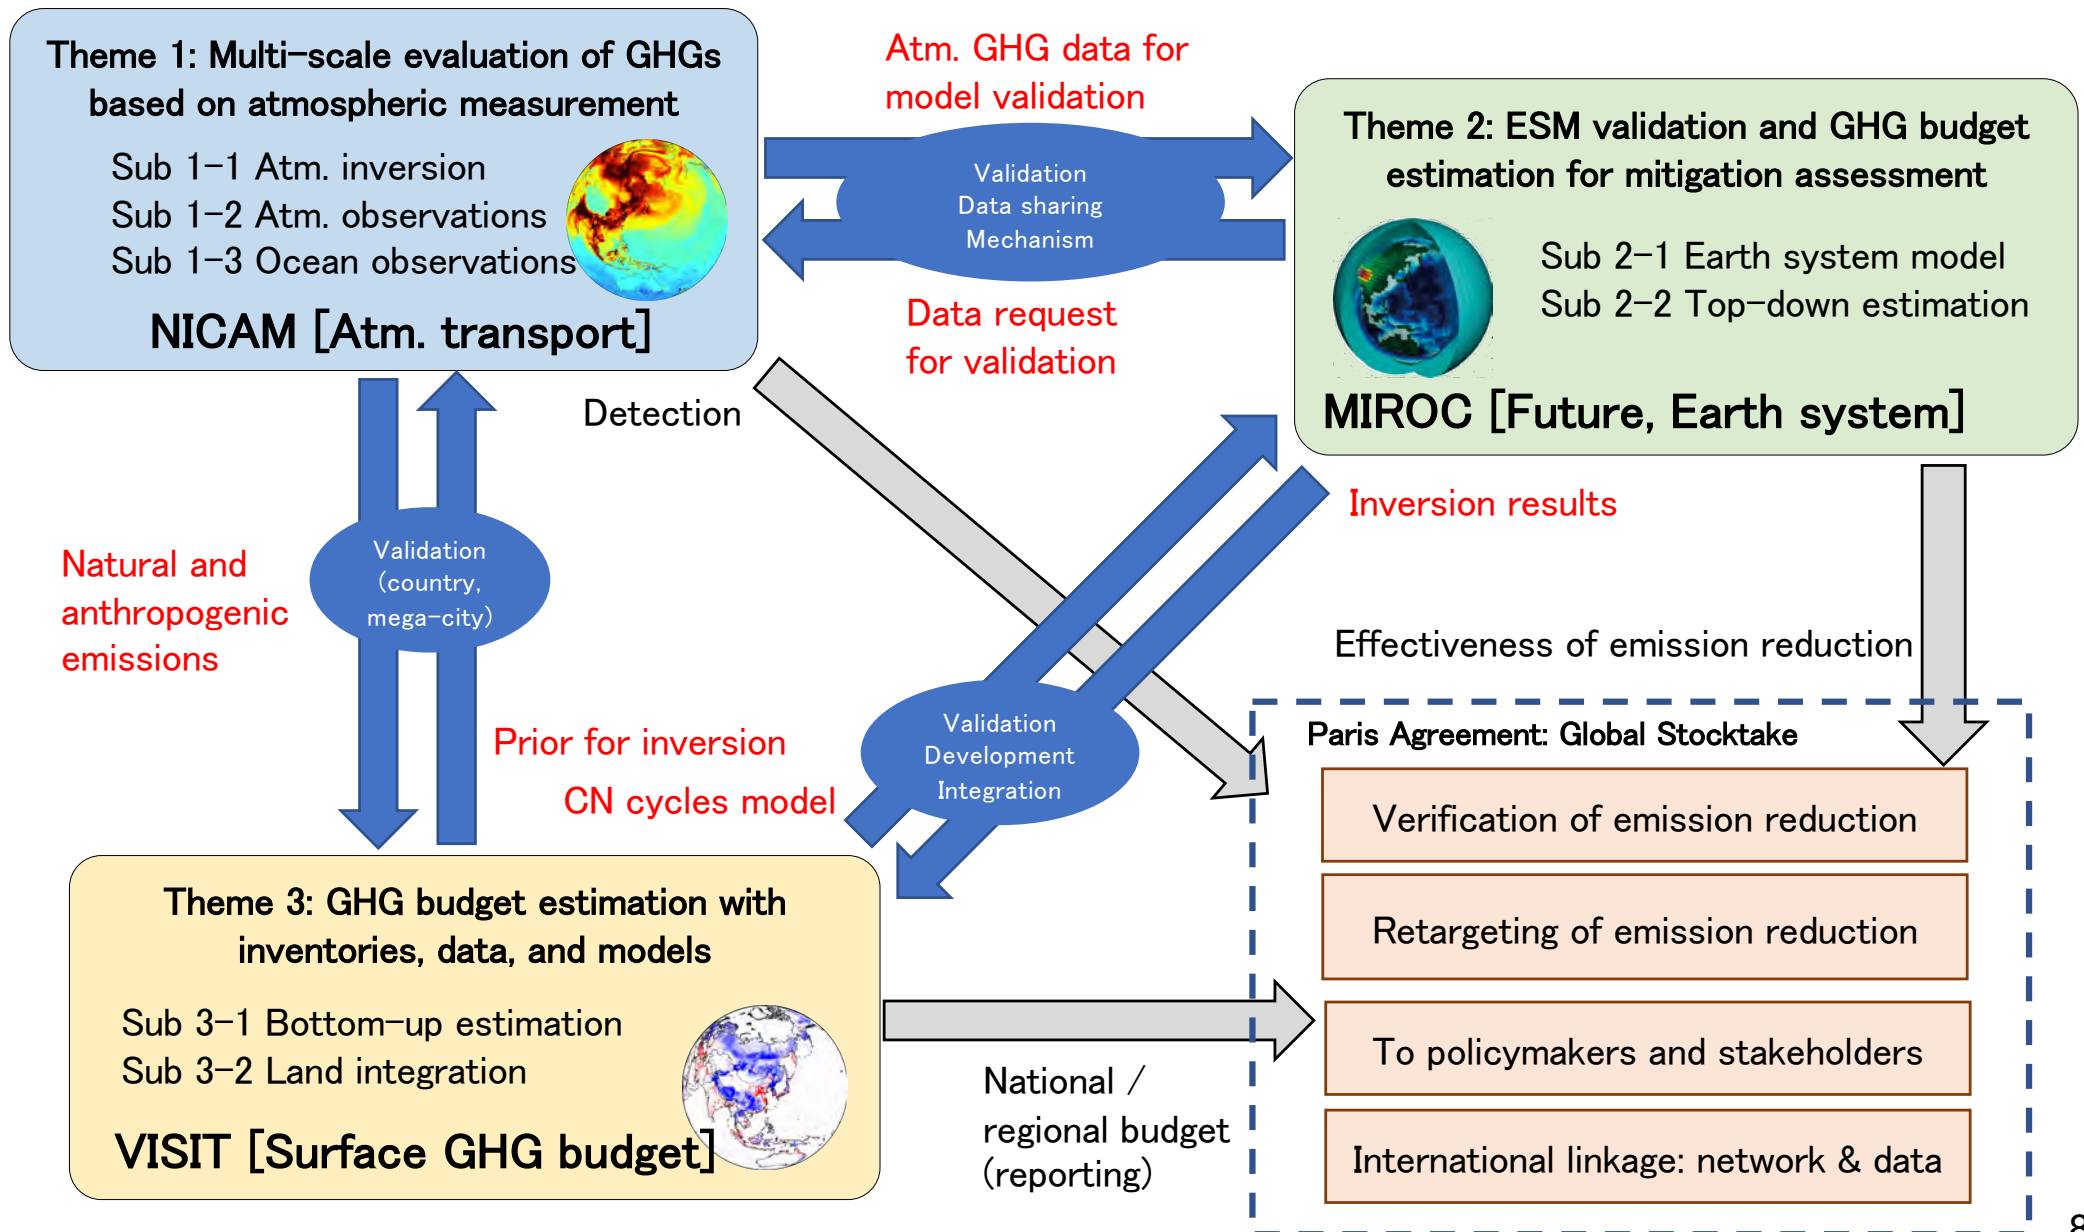 Theme 1: Multi-scale evaluation of GHGs
based on atmospheric measurement
Sub 1-1 Atm. inversion
Sub 1-2 Atm. observations
Sub 1-3 Ocean observations
NICAM [Atm. transport]
Atm. GHG data for
model validation
Validation
Data sharing
Mechanism
Data request
for validation
Theme 2: ESM validation and GHG budget
estimation for mitigation assessment
Sub 2-1 Earth system model
Sub 2-2 Top-down estimation
MIROC [Future, Earth system]
Detection
Inversion results
Natural and
anthropogenic
emissions
Validation
(country,
mega-city)
Effectiveness of emission reduction
Prior for inversion
CN cycles model
Validation
Development
Integration
Theme 3: GHG budget estimation with
inventories, data, and models
Sub 3-1 Bottom-up estimation
Sub 3-2 Land integration
VISIT [Surface GHG budget]
National /
regional budget
(reporting)
Paris Agreement: Global Stocktake
Verification of emission reduction
Retargeting of emission reduction
To policymakers and stakeholders
International linkage: network & data